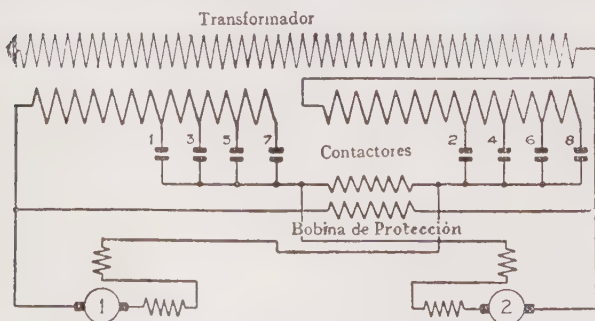 Transformador
1 3 5 7 2 4 6 8
Contactores
Bobina de Protección
1 2